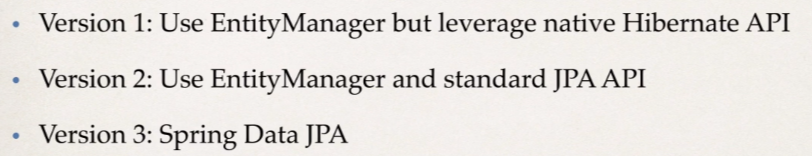 • Version 1: Use EntityManager but leverage native Hibernate API
• Version 2: Use EntityManager and standard JPA API
• Version 3: Spring Data JPA